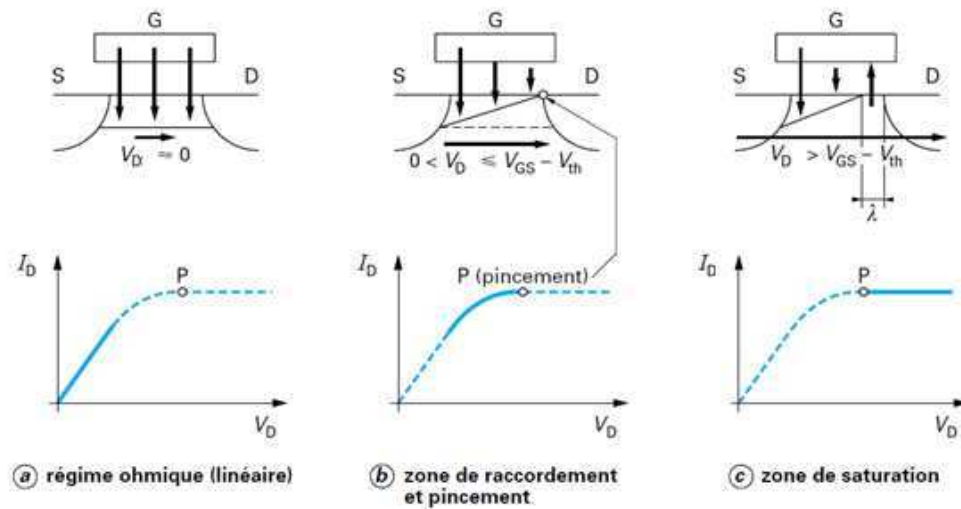 G
S D
V_D ≈ 0
G
S D
0 < V_D ≤ V_GS – V_th
G
S D
V_D > V_GS – V_th
λ
I_D
P
V_D
I_D
P (pincement)
V_D
I_D
P
V_D
a régime ohmique (linéaire)
b zone de raccordement
et pincement
c zone de saturation